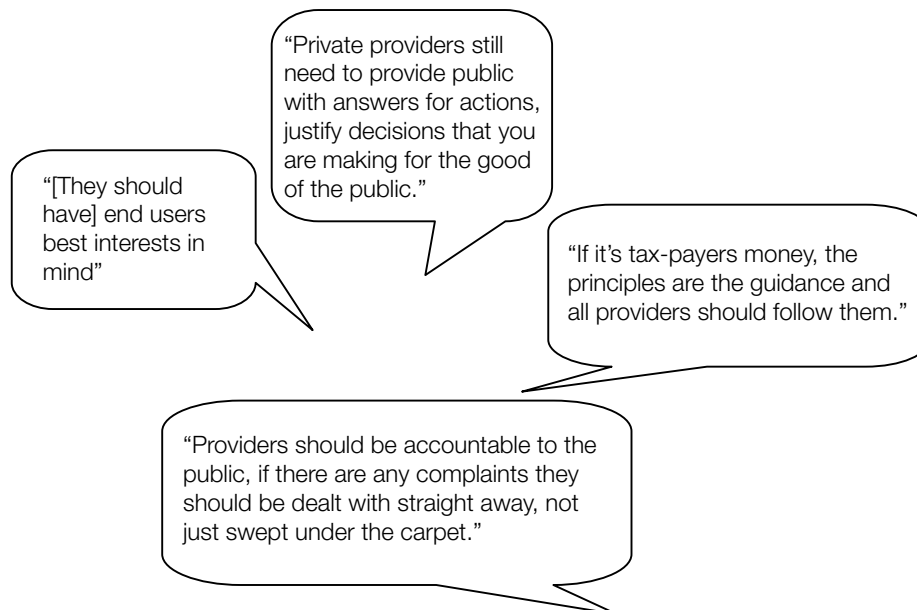 “Private providers still
need to provide public
with answers for actions,
justify decisions that you
are making for the good
of the public.”
“[They should
have] end users
best interests in
mind”
“If it’s tax-payers money, the
principles are the guidance and
all providers should follow them.”
“Providers should be accountable to the
public, if there are any complaints they
should be dealt with straight away, not
just swept under the carpet.”